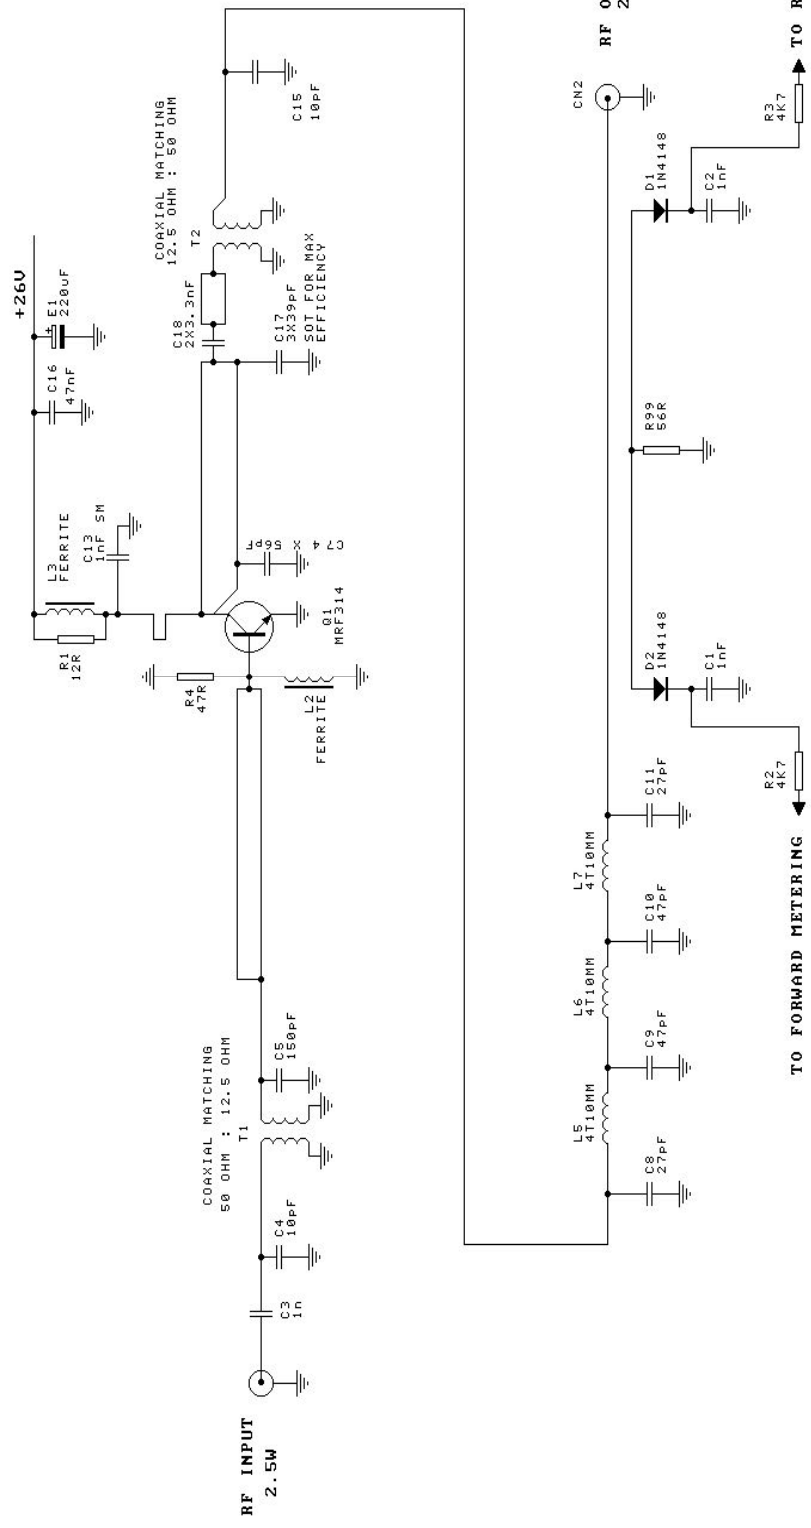 RF INPUT
2.5W
C3
1n
C4
10pF
COAXIAL MATCHING
50 OHM : 12.5 OHM
T1
C5
150pF
R4
47R
L2
FERRITE
R1
12R
L3
FERRITE
C13
1nF SM
Q1
MRF314
C7 4 X
56pF
C16
47nF
+26V
E1
220uF
+
C18
2X3.3nF
C17
3X39pF
SOT FOR MAX
EFFICIENCY
COAXIAL MATCHING
12.5 OHM : 50 OHM
T2
C15
10pF
L5
4T10MM
L6
4T10MM
L7
4T10MM
C8
27pF
C9
47pF
C10
47pF
C11
27pF
CN2
RF O
2
D2
1N4148
C1
1nF
R99
56R
D1
1N4148
C2
1nF
R2
4K7
R3
4K7
TO FORWARD METERING
TO R